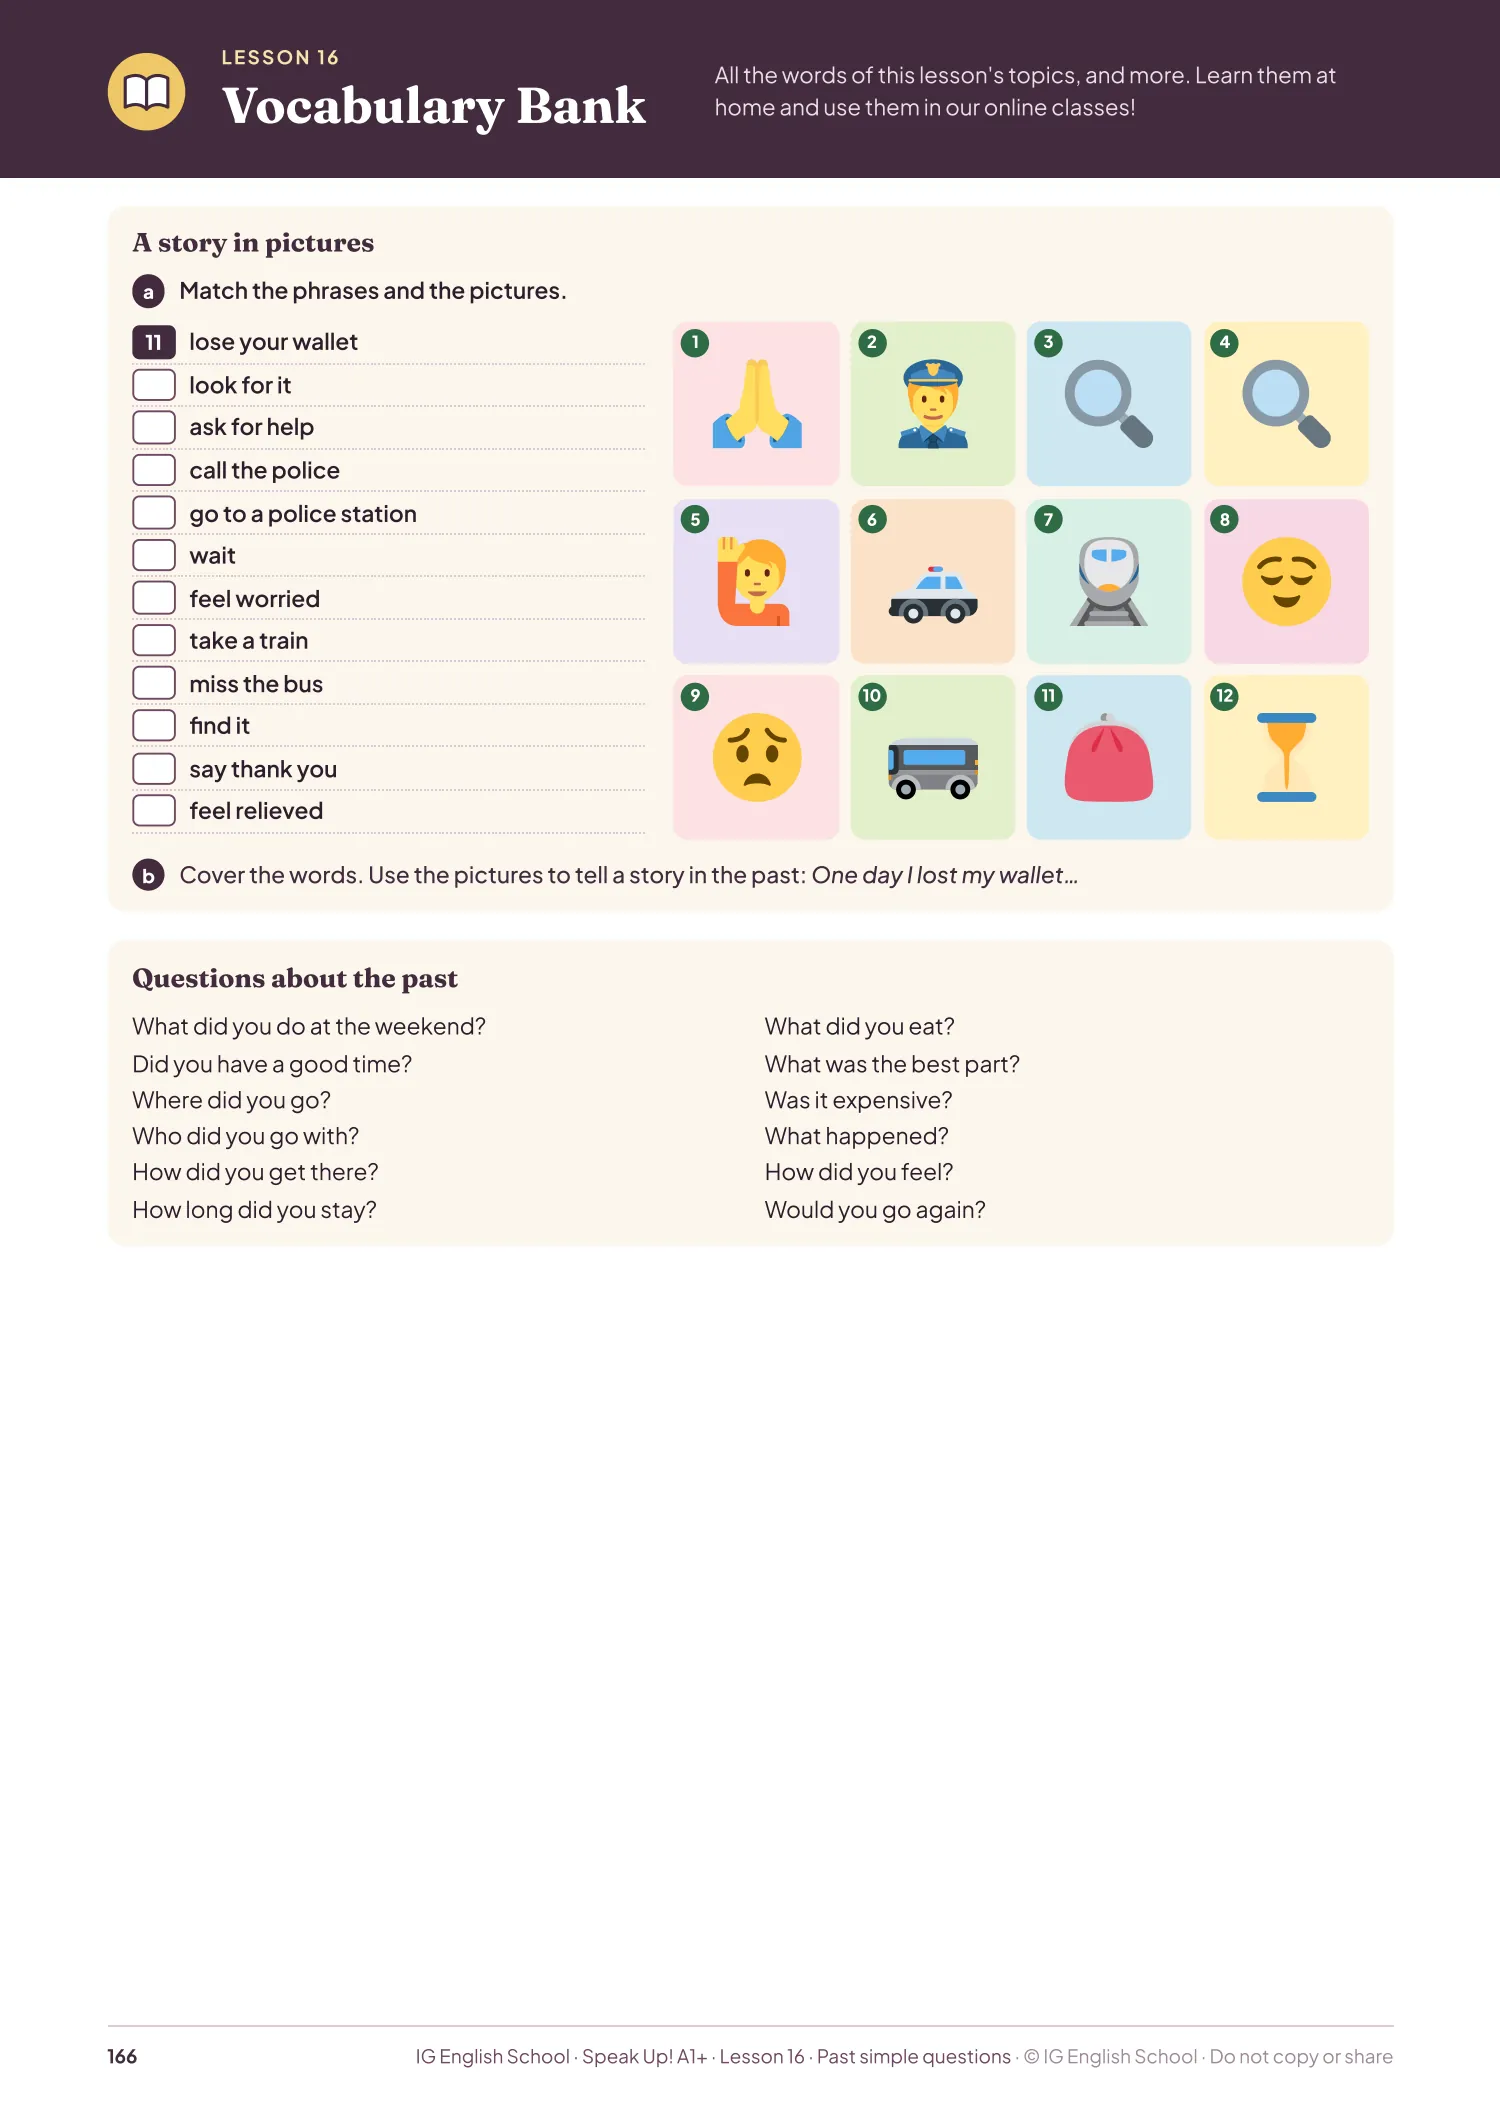 LESSON 16
Vocabulary Bank
All the words of this lesson's topics, and more. Learn them at
home and use them in our online classes!
A story in pictures
a Match the phrases and the pictures.
11 lose your wallet
look for it
ask for help
call the police
go to a police station
wait
feel worried
take a train
miss the bus
find it
say thank you
feel relieved
1 2 3 4
5 6 7 8
9 10 11 12
b Cover the words. Use the pictures to tell a story in the past: One day I lost my wallet…
Questions about the past
What did you do at the weekend?
Did you have a good time?
Where did you go?
Who did you go with?
How did you get there?
How long did you stay?
What did you eat?
What was the best part?
Was it expensive?
What happened?
How did you feel?
Would you go again?
166 IG English School · Speak Up! A1+ · Lesson 16 · Past simple questions · © IG English School · Do not copy or share